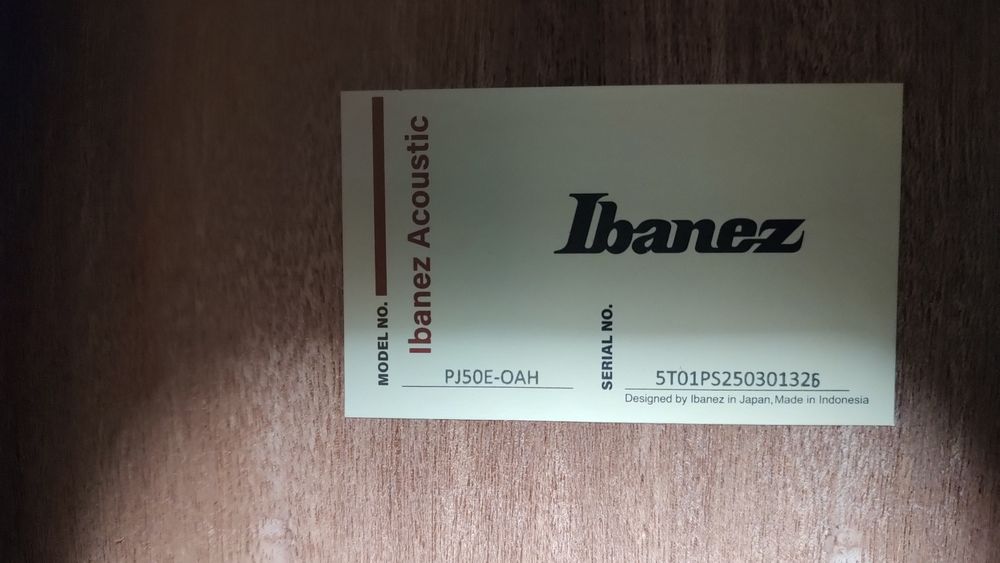 Ibanez Acoustic
Ibanez
MODEL NO.
PJ50E-OAH
SERIAL NO.
5T01PS250301326
Designed by Ibanez in Japan, Made in Indonesia